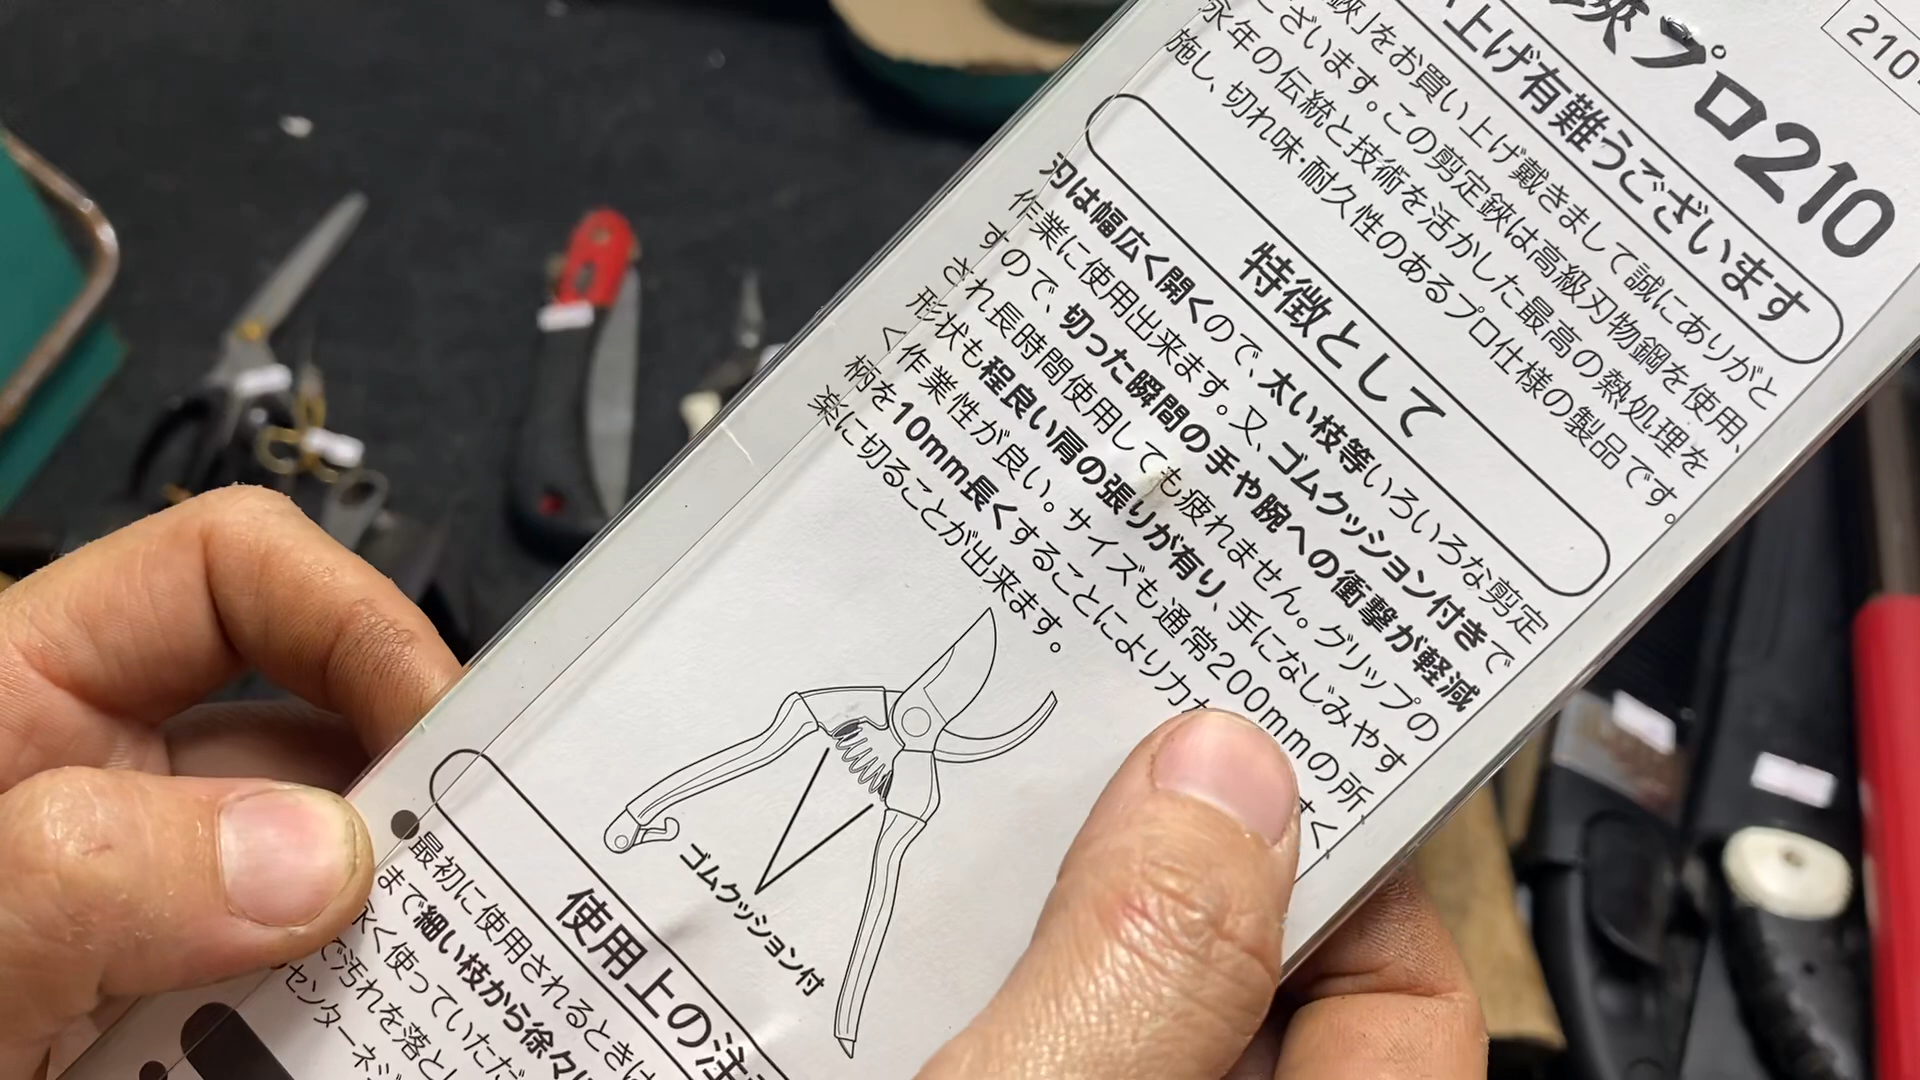 鋏プロ210
210
上げ有難うございます
鋏」をお買い上げ戴きまして誠にありがと
ございます。この剪定鋏は高級刃物鋼を使用、
永年の伝統と技術を活かした最高の熱処理を
施し、切れ味・耐久性のあるプロ仕様の製品です。
特徴として
刃は幅広く開くので、太い枝等いろいろな剪定
作業に使用出来ます。又、ゴムクッション付きで
すので、切った瞬間の手や腕への衝撃が軽減
され長時間使用しても疲れません。グリップの
形状も程良い肩の張りが有り、手になじみやす
く作業性が良い。サイズも通常200mmの所
柄を10mm長くすることにより力が すく
楽に切ることが出来ます。
ゴムクッション付
使用上の注
●最初に使用されるときは
まで細い枝から徐々に
永く使っていただ
で汚れを落とし
センターネジ